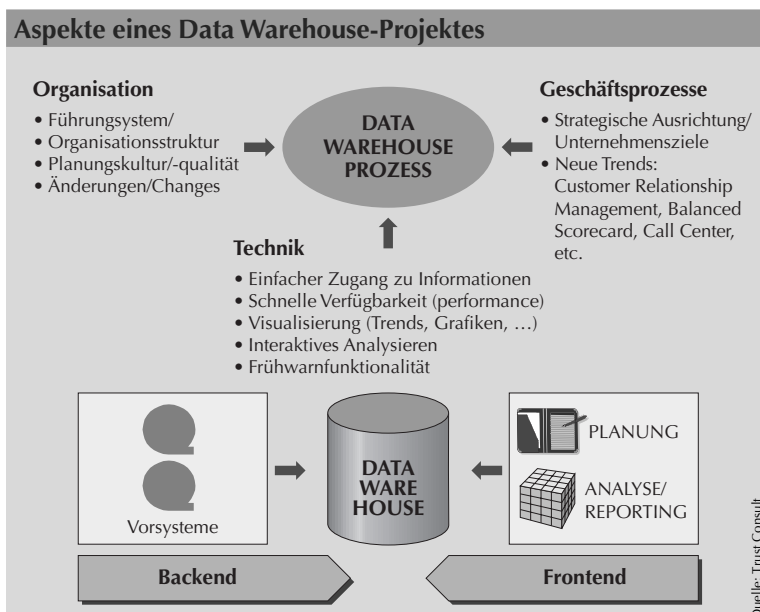 Aspekte eines Data Warehouse-Projektes
Organisation
• Führungsystem/
• Organisationsstruktur
• Planungskultur/-qualität
• Änderungen/Changes
DATA
WAREHOUSE
PROZESS
Geschäftsprozesse
• Strategische Ausrichtung/
Unternehmensziele
• Neue Trends:
Customer Relationship
Management, Balanced
Scorecard, Call Center,
etc.
Technik
• Einfacher Zugang zu Informationen
• Schnelle Verfügbarkeit (performance)
• Visualisierung (Trends, Grafiken, …)
• Interaktives Analysieren
• Frühwarnfunktionalität
Vorsysteme
DATA
WARE
HOUSE
PLANUNG
ANALYSE/
REPORTING
Backend
Frontend
Quelle: Trust Consult